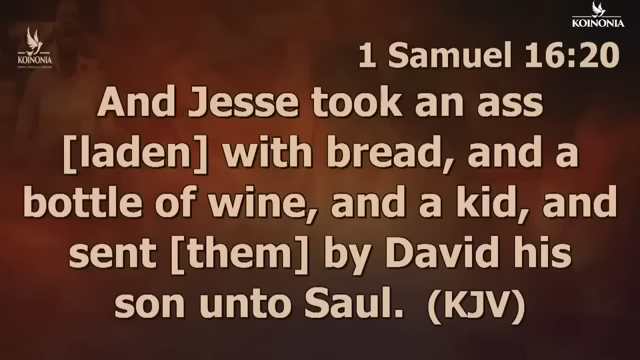 KOINONIA
KOINONIA
1 Samuel 16:20
And Jesse took an ass
[laden] with bread, and a
bottle of wine, and a kid, and
sent [them] by David his
son unto Saul. (KJV)